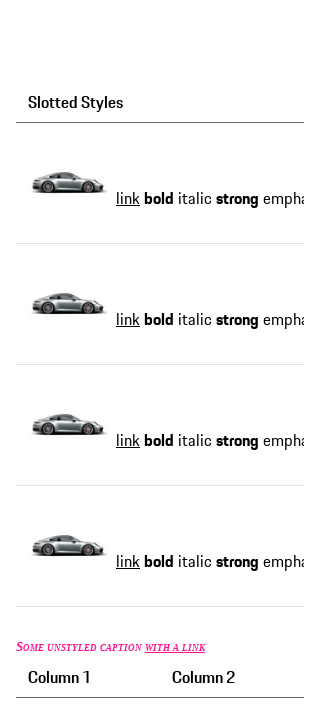 Slotted Styles
link bold italic strong empha
link bold italic strong empha
link bold italic strong empha
link bold italic strong empha
Some unstyled caption with a link
Column 1 Column 2